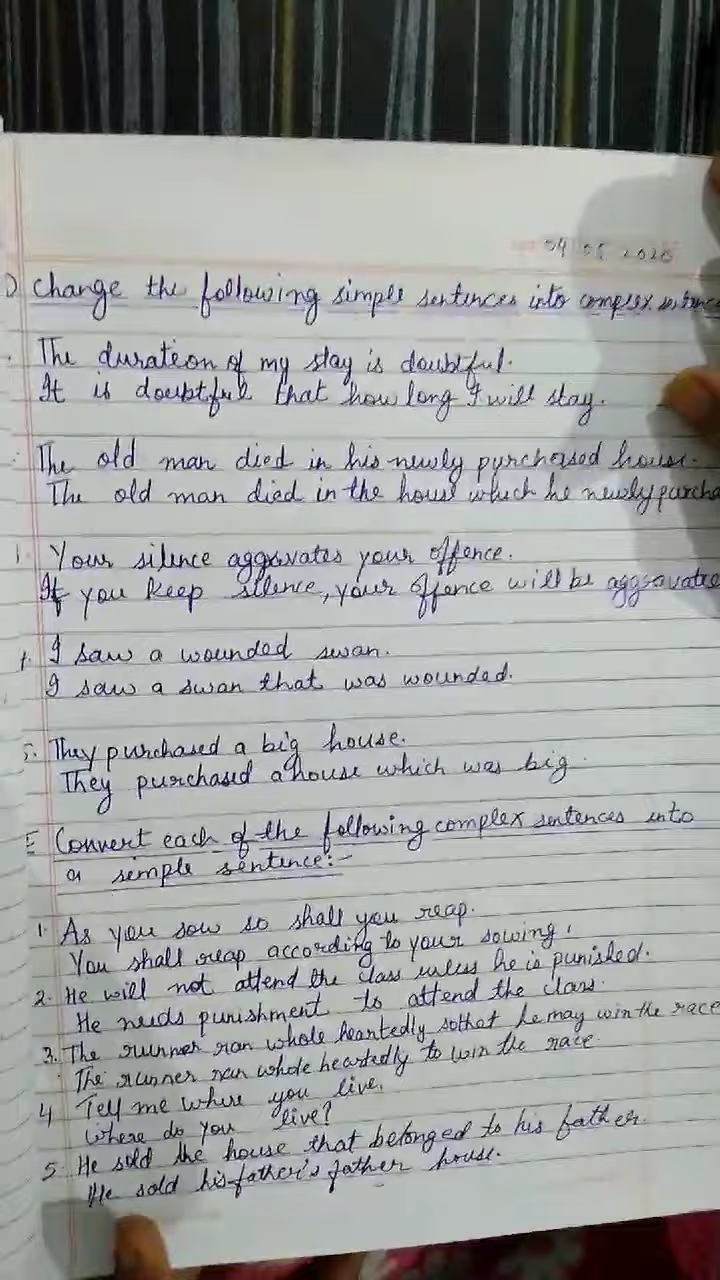 04 05 2020
D Change the following simple sentences into complex sentence
The duration of my stay is doubtful.
It is doubtful that how long I will stay.
The old man died in his newly purchased house.
The old man died in the house which he newly purcha
Your silence aggravates your offence.
If you keep silence, your offence will be aggravate
I saw a wounded swan.
I saw a swan that was wounded.
5. They purchased a big house.
They purchased a house which was big.
E Convert each of the following complex sentences into
a simple sentence:-
1. As you sow so shall you reap.
You shall reap according to your sowing.
2. He will not attend the class unless he is punished.
He needs punishment to attend the class.
3. The runner ran whole heartedly so that he may win the race
The runner ran whole heartedly to win the race.
4 Tell me where you live.
Where do you live?
5. He sold the house that belonged to his father.
He sold his father's father house.